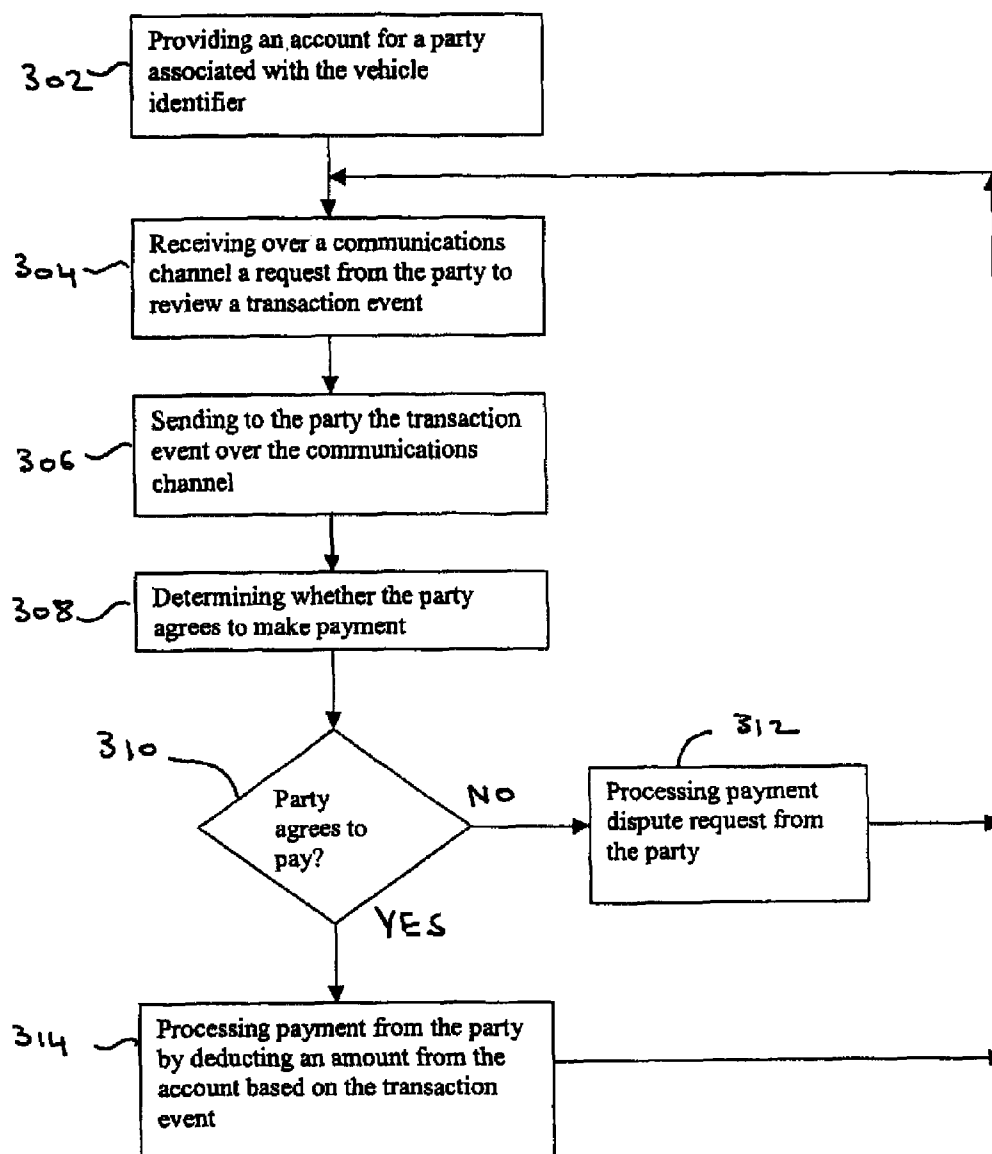 302
Providing an account for a party
associated with the vehicle
identifier
304
Receiving over a communications
channel a request from the party to
review a transaction event
306
Sending to the party the transaction
event over the communications
channel
308
Determining whether the party
agrees to make payment
310
Party
agrees to
pay?
NO
312
Processing payment
dispute request from
the party
YES
314
Processing payment from the party
by deducting an amount from the
account based on the transaction
event